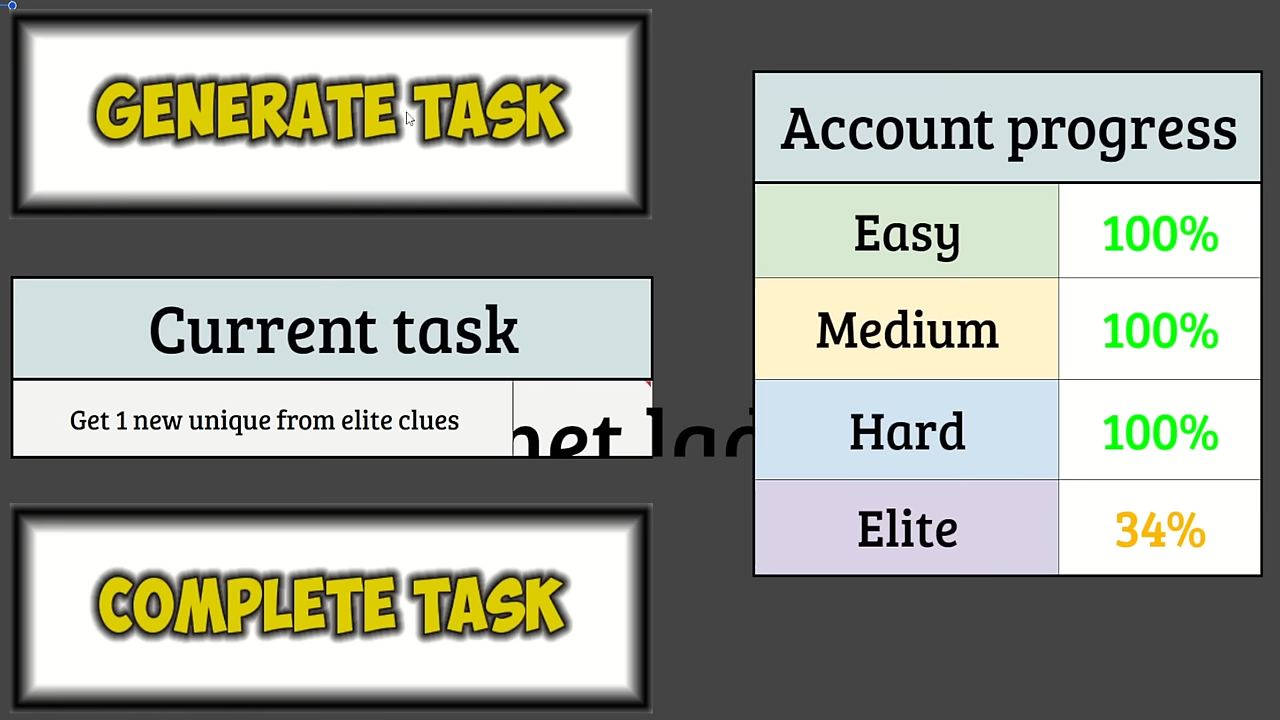 GENERATE TASK
Current task
Get 1 new unique from elite clues
COMPLETE TASK
Account progress
Easy 100%
Medium 100%
Hard 100%
Elite 34%